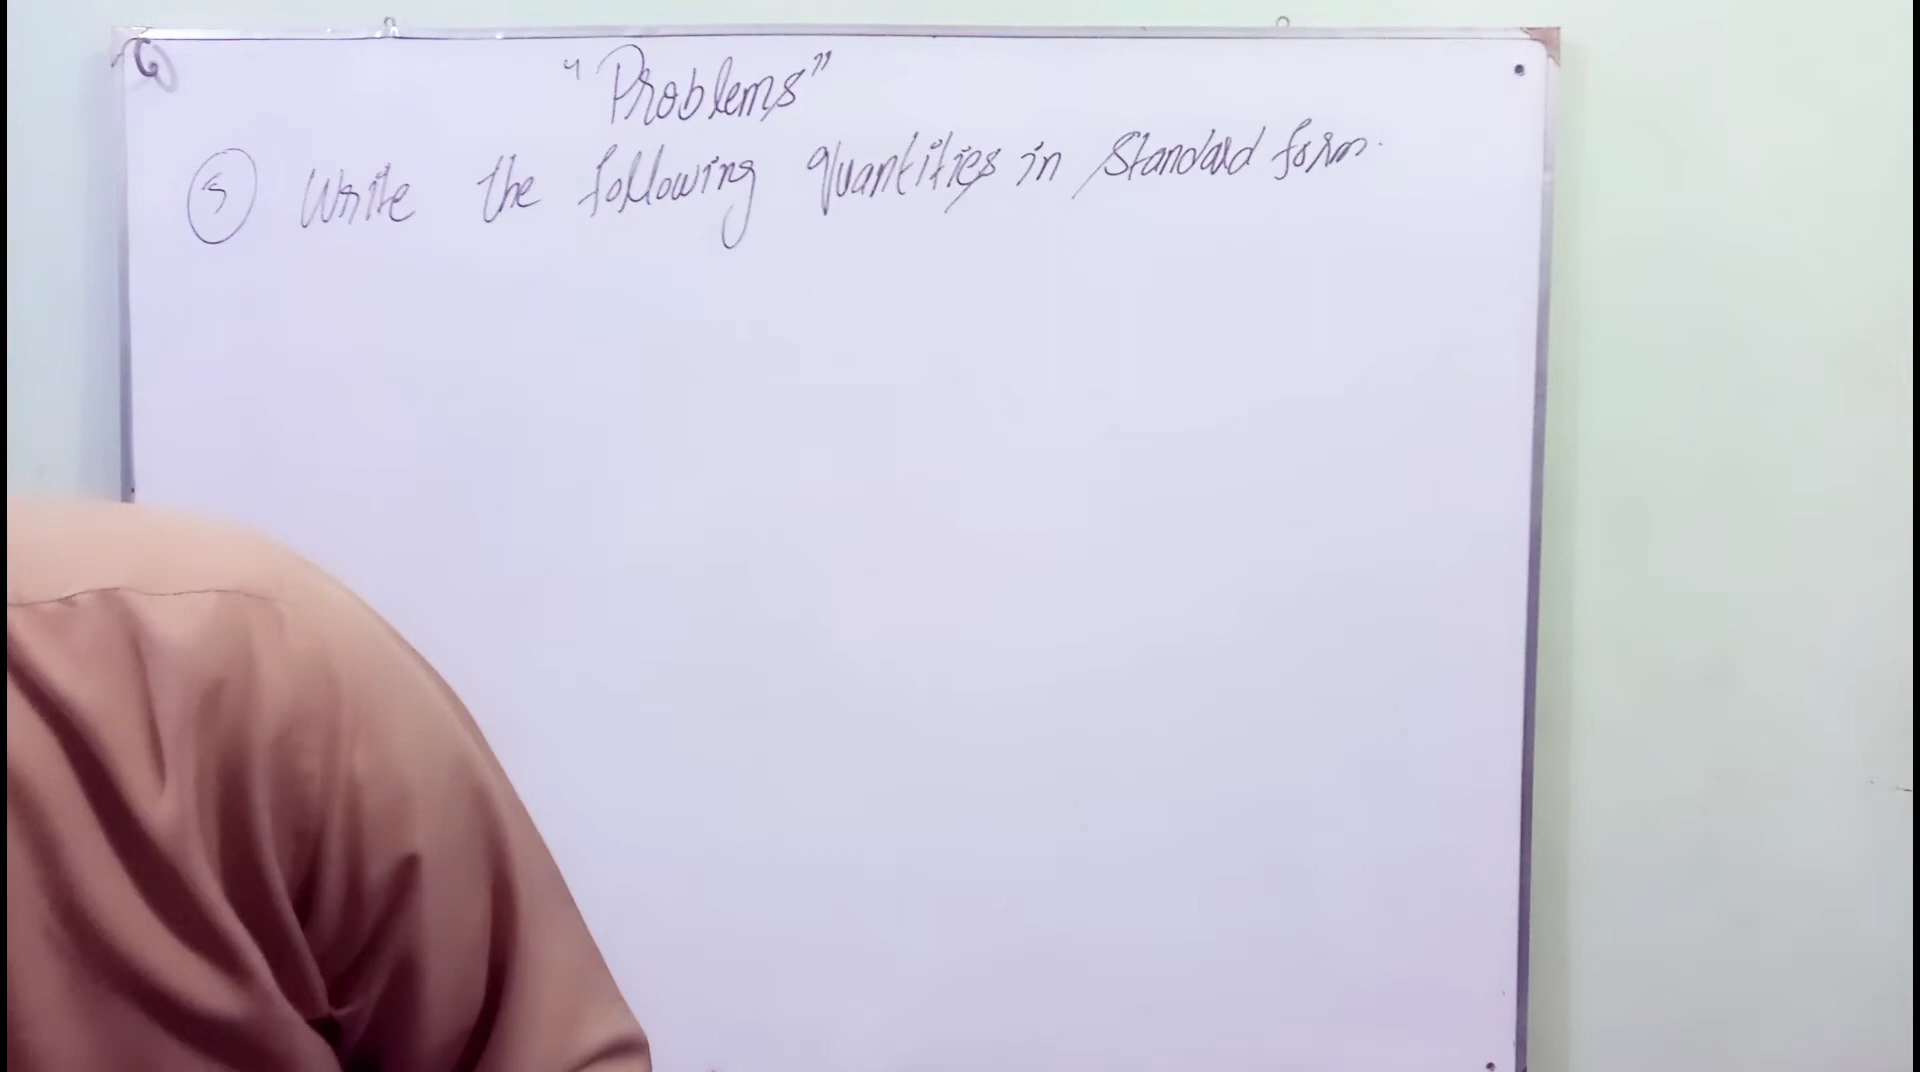 "Problems"
5 Write the following quantities in standard form.